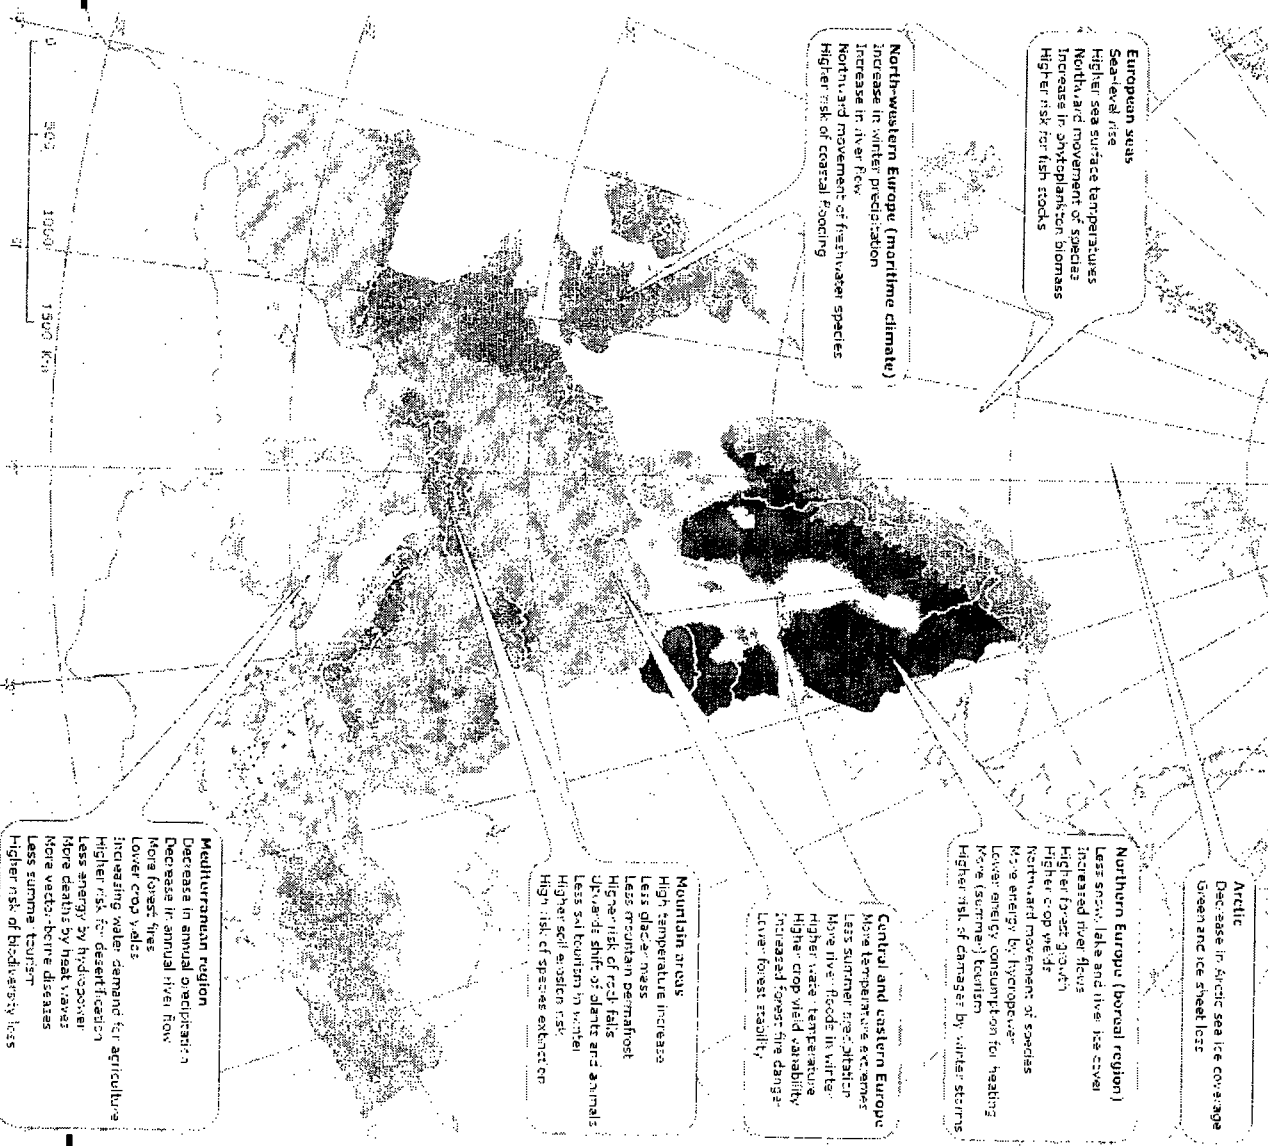 Arctic
Decrease in Arctic sea ice coverage
Greenland ice sheet loss
European seas
Sea-level rise
Higher sea surface temperatures
Northward movement of species
Increase in phytoplankton biomass
Higher risk for fish stocks
Northern Europe (boreal region)
Less snow, lake and river ice cover
Increased river flows
Higher forest growth
Higher crop yields
Northward movement of species
More energy by hydropower
Lower energy consumption for heating
More (summer) tourism
Higher risk of damages by winter storms
North-western Europe (maritime climate)
Increase in winter precipitation
Increase in river flow
Northward movement of freshwater species
Higher risk of coastal flooding
Central and eastern Europe
More temperature extremes
Less summer precipitation
More river floods in winter
Higher water temperature
Higher crop yield variability
Increased forest fire danger
Lower forest stability
Mountain areas
High temperature increase
Less glacier mass
Less mountain permafrost
Higher risk of rock falls
Upwards shift of plants and animals
Less ski tourism in winter
Higher soil erosion risk
High risk of species extinction
Mediterranean region
Decrease in annual precipitation
Decrease in annual river flow
More forest fires
Lower crop yields
Increasing water demand for agriculture
Higher risk for desertification
Less energy by hydropower
More deaths by heat waves
More vector-borne diseases
Less summer tourism
Higher risk of biodiversity loss
0 500 1000 1500 Km